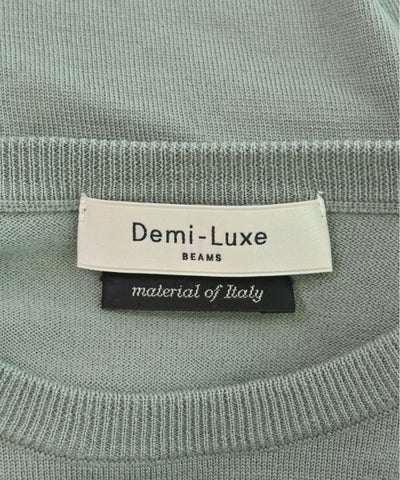 Demi-Luxe
BEAMS
material of Italy